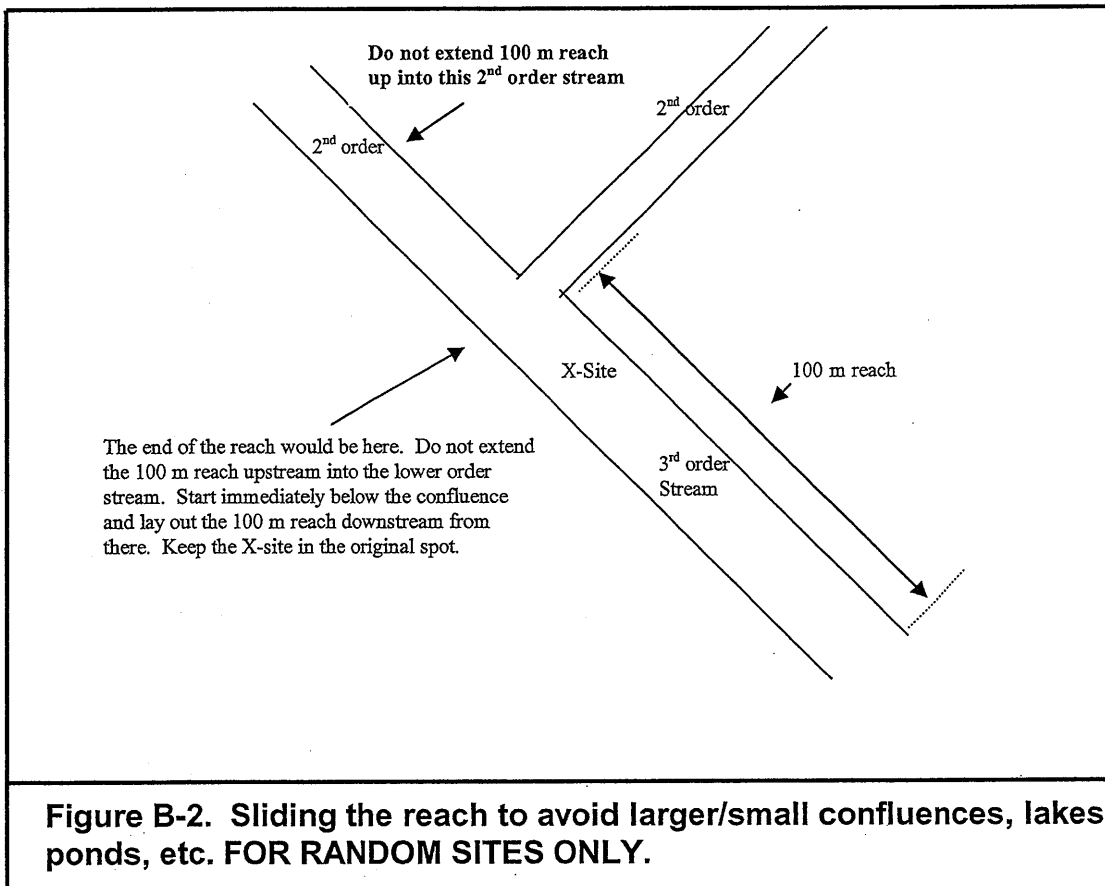 Do not extend 100 m reach
up into this 2nd order stream
2nd order
2nd order
X-Site
100 m reach
The end of the reach would be here. Do not extend
the 100 m reach upstream into the lower order
stream. Start immediately below the confluence
and lay out the 100 m reach downstream from
there. Keep the X-site in the original spot.
3rd order
Stream
Figure B-2. Sliding the reach to avoid larger/small confluences, lakes
ponds, etc. FOR RANDOM SITES ONLY.